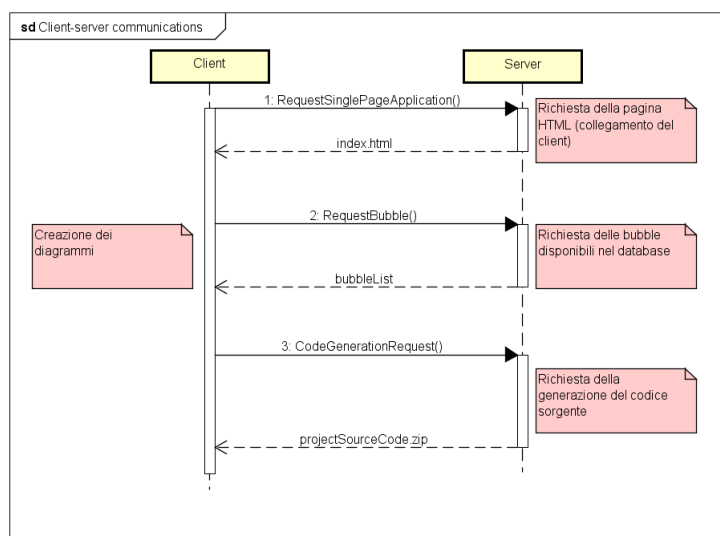 sd Client-server communications
Client
Server
1: RequestSinglePageApplication()
Richiesta della pagina
HTML (collegamento del
client)
index.html
2: RequestBubble()
Creazione dei
diagrammi
Richiesta delle bubble
disponibili nel database
bubbleList
3: CodeGenerationRequest()
Richiesta della
generazione del codice
sorgente
projectSourceCode.zip